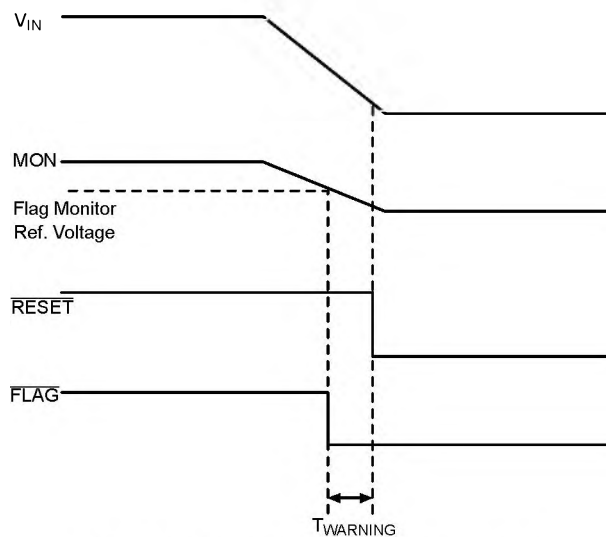 VIN
MON
Flag Monitor
Ref. Voltage
RESET
FLAG
TWARNING